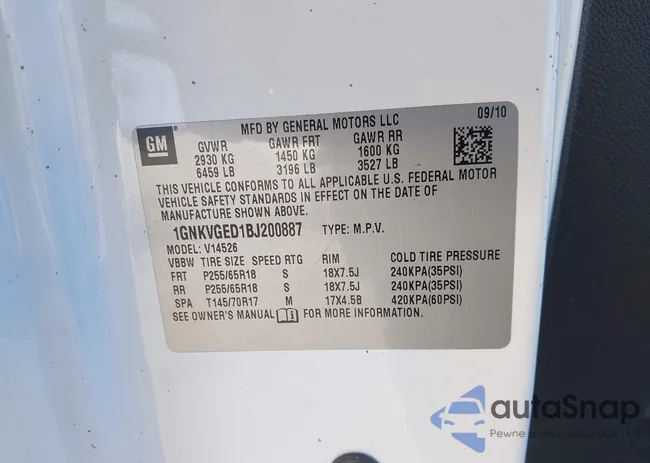 MFD BY GENERAL MOTORS LLC 09/10
GM
GVWR GAWR FRT GAWR RR
2930 KG 1450 KG 1600 KG
6459 LB 3196 LB 3527 LB
THIS VEHICLE CONFORMS TO ALL APPLICABLE U.S. FEDERAL MOTOR
VEHICLE SAFETY STANDARDS IN EFFECT ON THE DATE OF
MANUFACTURE SHOWN ABOVE.
1GNKVGED1BJ200887 TYPE: M.P.V.
MODEL: V14526
VBBW TIRE SIZE SPEED RTG RIM COLD TIRE PRESSURE
FRT P255/65R18 S 18X7.5J 240KPA(35PSI)
RR P255/65R18 S 18X7.5J 240KPA(35PSI)
SPA T145/70R17 M 17X4.5B 420KPA(60PSI)
SEE OWNER'S MANUAL FOR MORE INFORMATION.
autaSnap
Pewne auta z